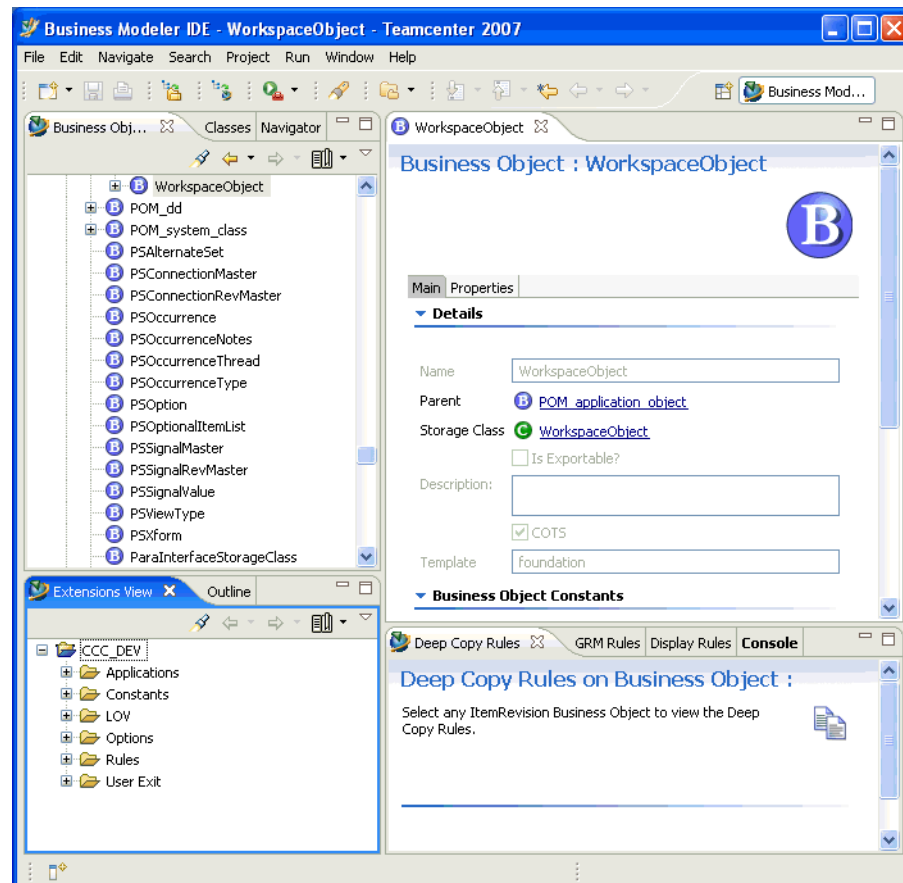 Business Modeler IDE - WorkspaceObject - Teamcenter 2007
File Edit Navigate Search Project Run Window Help
Business Mod...
Business Obj... Classes Navigator
WorkspaceObject
POM_dd
POM_system_class
PSAlternateSet
PSConnectionMaster
PSConnectionRevMaster
PSOccurrence
PSOccurrenceNotes
PSOccurrenceThread
PSOccurrenceType
PSOption
PSOptionalItemList
PSSignalMaster
PSSignalRevMaster
PSSignalValue
PSViewType
PSXform
ParaInterfaceStorageClass
WorkspaceObject
Business Object : WorkspaceObject
B
Main Properties
Details
Name WorkspaceObject
Parent B POM_application_object
Storage Class C WorkspaceObject
Is Exportable?
Description:
COTS
Template foundation
Business Object Constants
Extensions View Outline
CCC_DEV
Applications
Constants
LOV
Options
Rules
User Exit
Deep Copy Rules GRM Rules Display Rules Console
Deep Copy Rules on Business Object :
Select any ItemRevision Business Object to view the Deep
Copy Rules.